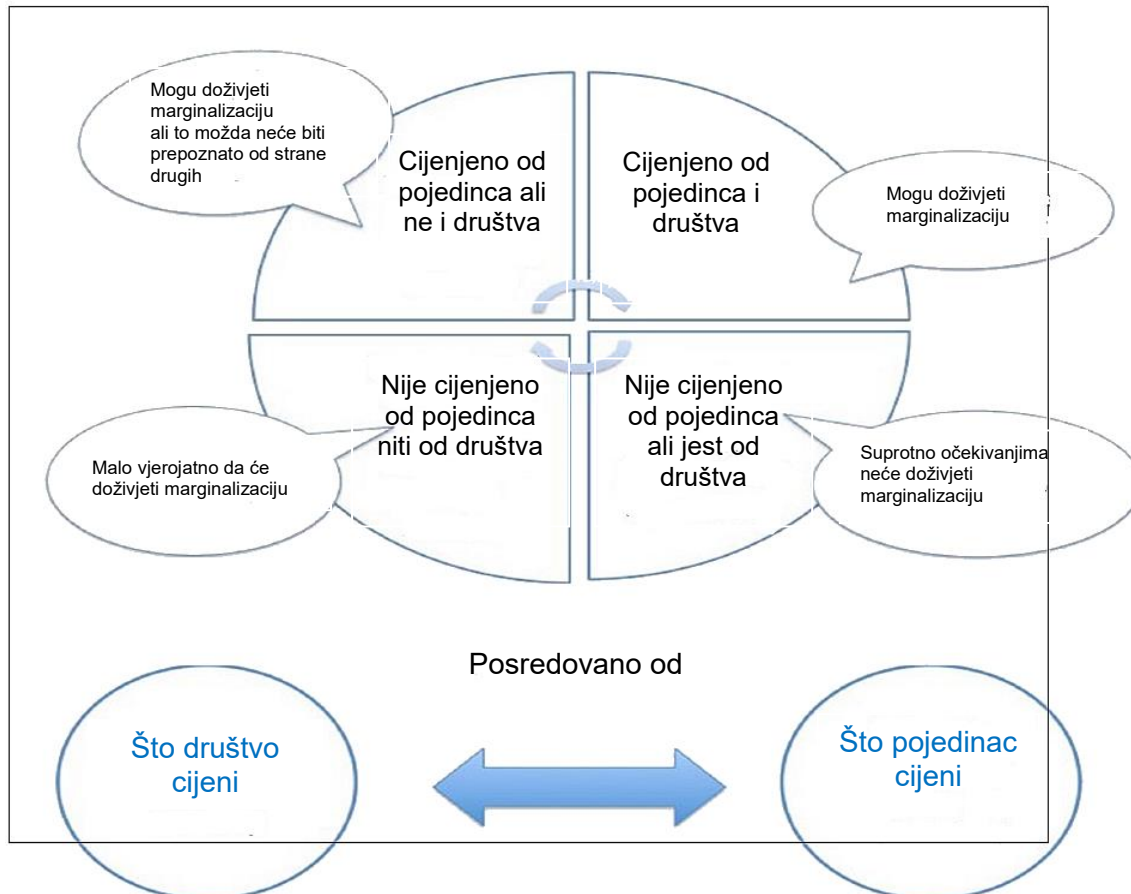 Mogu doživjeti
marginalizaciju
ali to možda neće biti
prepoznato od strane
drugih
Cijenjeno od
pojedinca ali
ne i društva
Cijenjeno od
pojedinca i
društva
Mogu doživjeti
marginalizaciju
Nije cijenjeno
od pojedinca
niti od društva
Nije cijenjeno
od pojedinca
ali jest od
društva
Malo vjerojatno da će
doživjeti marginalizaciju
Suprotno očekivanjima
neće doživjeti
marginalizaciju
Posredovano od
Što društvo
cijeni
Što pojedinac
cijeni